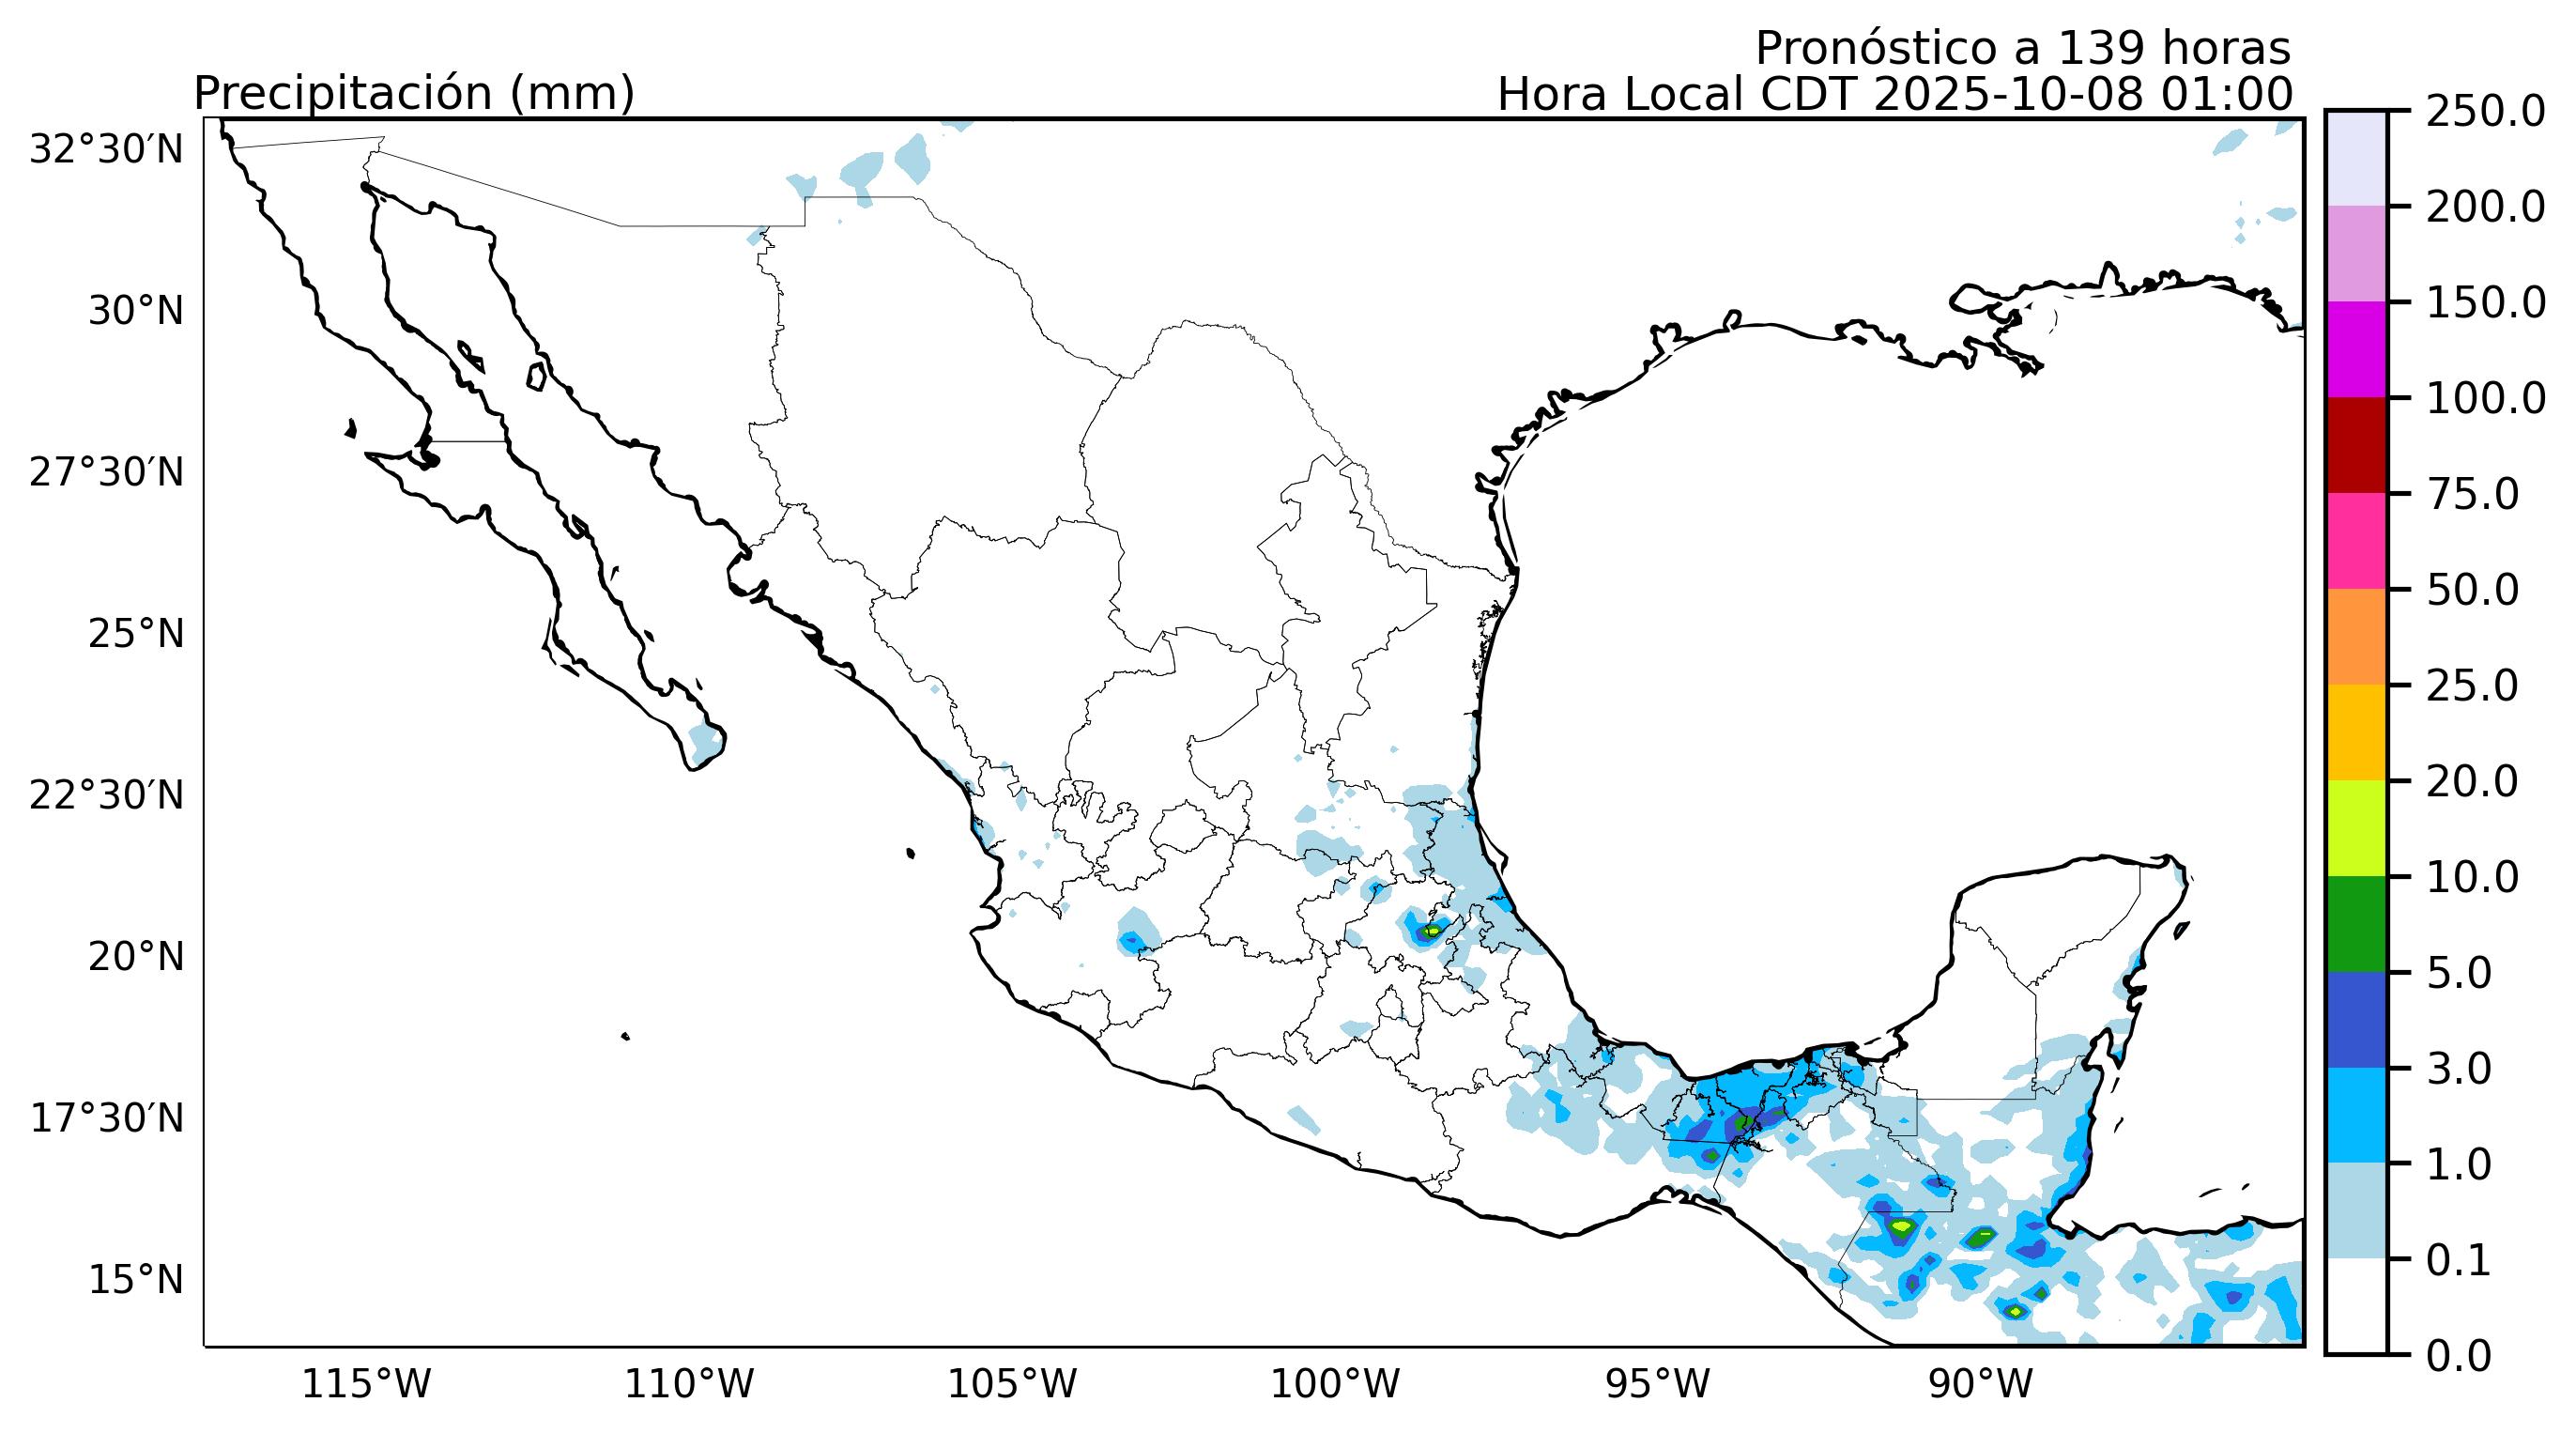 Pronóstico a 139 horas
Precipitación (mm)
Hora Local CDT 2025-10-08 01:00
32°30′N
30°N
27°30′N
25°N
22°30′N
20°N
17°30′N
15°N
115°W
110°W
105°W
100°W
95°W
90°W
250.0
200.0
150.0
100.0
75.0
50.0
25.0
20.0
10.0
5.0
3.0
1.0
0.1
0.0